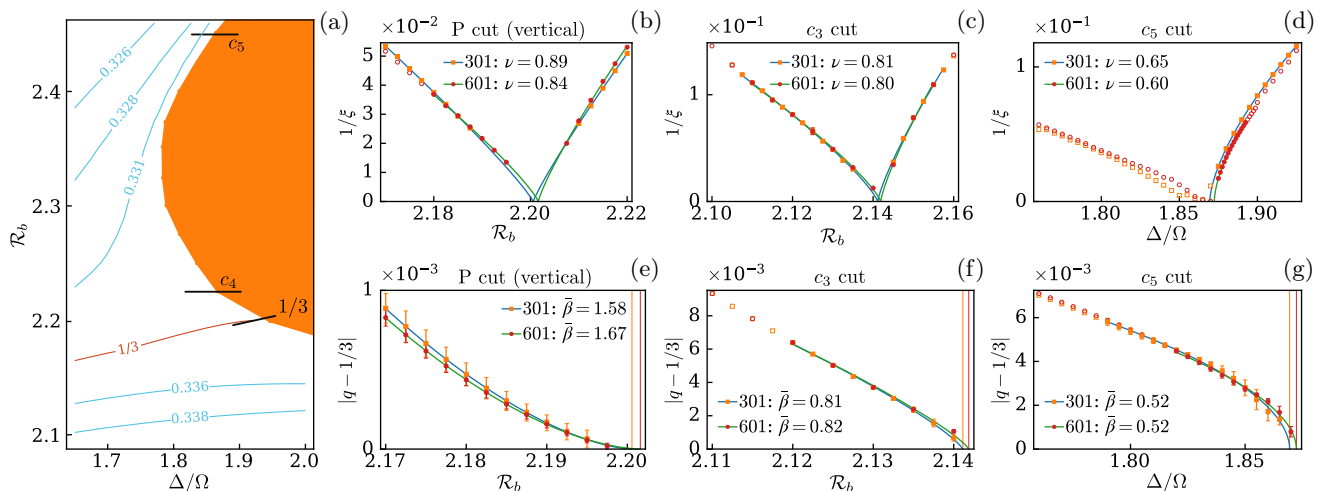 (a)
0.326
0.328
0.331
1/3
0.336
0.338
c5
c4
1/3
2.4
2.3
2.2
2.1
R_b
1.7 1.8 1.9 2.0
Δ/Ω
×10⁻² P cut (vertical) (b)
301: ν = 0.89
601: ν = 0.84
5
4
3
2
1
0
1/ξ
2.18 2.20 2.22
R_b
×10⁻¹ c3 cut (c)
301: ν = 0.81
601: ν = 0.80
1
0
1/ξ
2.10 2.12 2.14 2.16
R_b
×10⁻¹ c5 cut (d)
301: ν = 0.65
601: ν = 0.60
1
0
1/ξ
1.80 1.85 1.90
Δ/Ω
×10⁻³ P cut (vertical) (e)
301: β̄ = 1.58
601: β̄ = 1.67
1
0
|q − 1/3|
2.17 2.18 2.19 2.20
R_b
×10⁻³ c3 cut (f)
301: β̄ = 0.81
601: β̄ = 0.82
8
6
4
2
0
|q − 1/3|
2.11 2.12 2.13 2.14
R_b
×10⁻³ c5 cut (g)
301: β̄ = 0.52
601: β̄ = 0.52
6
4
2
0
|q − 1/3|
1.80 1.85
Δ/Ω